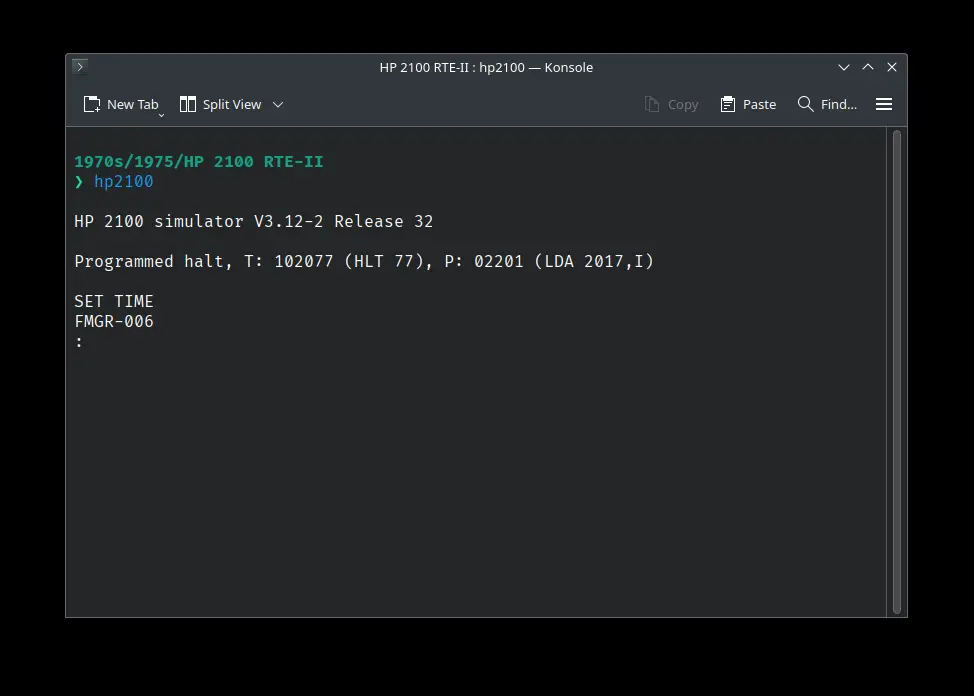 HP 2100 RTE-II : hp2100 — Konsole
New Tab Split View Copy Paste Find...
1970s/1975/HP 2100 RTE-II
❯ hp2100
HP 2100 simulator V3.12-2 Release 32
Programmed halt, T: 102077 (HLT 77), P: 02201 (LDA 2017,I)
SET TIME
FMGR-006
: